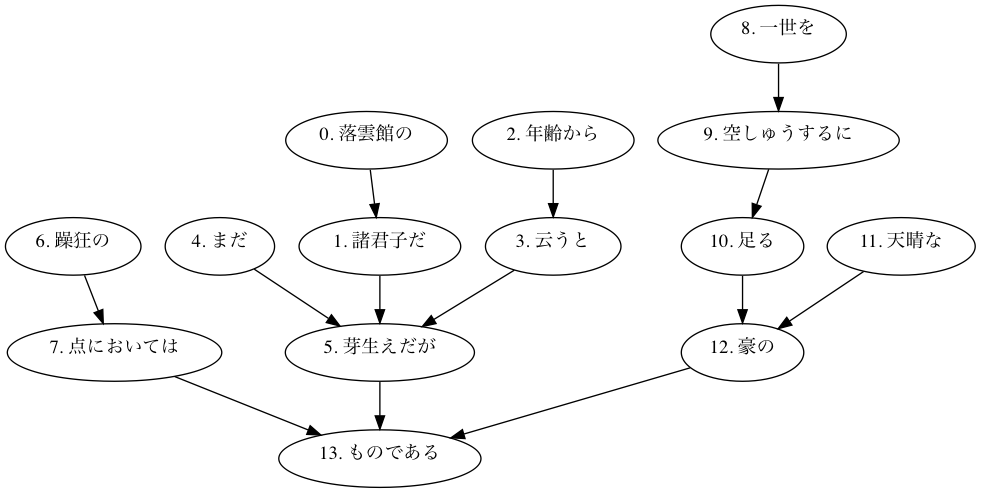 8. 一世を
0. 落雲館の
2. 年齢から
9. 空しゅうするに
6. 躁狂の
4. まだ
1. 諸君子だ
3. 云うと
10. 足る
11. 天晴な
7. 点においては
5. 芽生えだが
12. 豪の
13. ものである